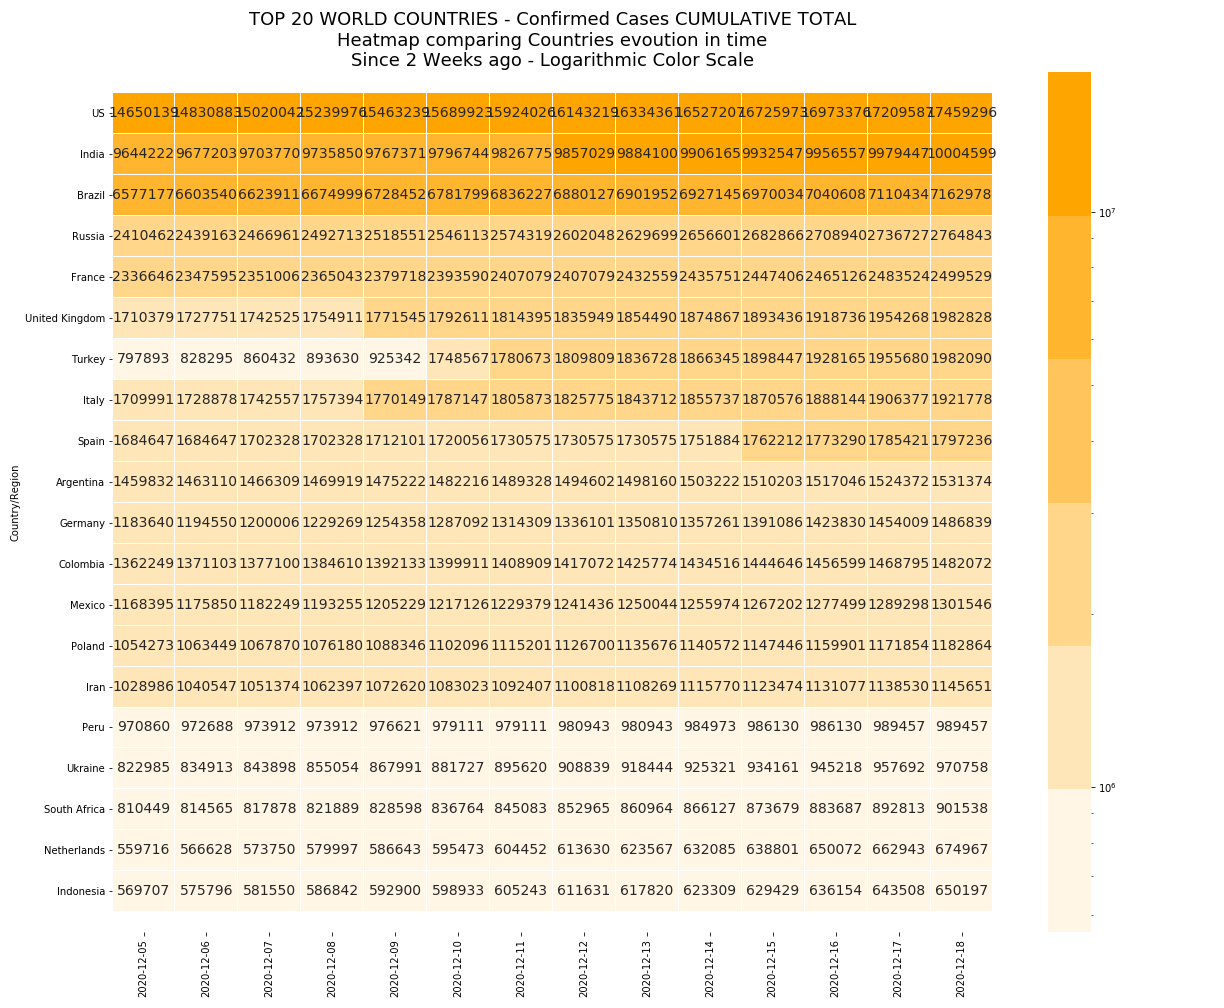 TOP 20 WORLD COUNTRIES - Confirmed Cases CUMULATIVE TOTAL
Heatmap comparing Countries evoution in time
Since 2 Weeks ago - Logarithmic Color Scale
US 14650139 14830883 15020042 15239976 15463239 15689923 15924026 16143219 16334361 16527207 16725973 16973376 17209587 17459296
India 9644222 9677203 9703770 9735850 9767371 9796744 9826775 9857029 9884100 9906165 9932547 9956557 9979447 10004599
Brazil 6577177 6603540 6623911 6674999 6728452 6781799 6836227 6880127 6901952 6927145 6970034 7040608 7110434 7162978
Russia 2410462 2439163 2466961 2492713 2518551 2546113 2574319 2602048 2629699 2656601 2682866 2708940 2736727 2764843
France 2336646 2347595 2351006 2365043 2379718 2393590 2407079 2407079 2432559 2435751 2447406 2465126 2483524 2499529
United Kingdom 1710379 1727751 1742525 1754911 1771545 1792611 1814395 1835949 1854490 1874867 1893436 1918736 1954268 1982828
Turkey 797893 828295 860432 893630 925342 1748567 1780673 1809809 1836728 1866345 1898447 1928165 1955680 1982090
Italy 1709991 1728878 1742557 1757394 1770149 1787147 1805873 1825775 1843712 1855737 1870576 1888144 1906377 1921778
Spain 1684647 1684647 1702328 1702328 1712101 1720056 1730575 1730575 1730575 1751884 1762212 1773290 1785421 1797236
Argentina 1459832 1463110 1466309 1469919 1475222 1482216 1489328 1494602 1498160 1503222 1510203 1517046 1524372 1531374
Germany 1183640 1194550 1200006 1229269 1254358 1287092 1314309 1336101 1350810 1357261 1391086 1423830 1454009 1486839
Colombia 1362249 1371103 1377100 1384610 1392133 1399911 1408909 1417072 1425774 1434516 1444646 1456599 1468795 1482072
Mexico 1168395 1175850 1182249 1193255 1205229 1217126 1229379 1241436 1250044 1255974 1267202 1277499 1289298 1301546
Poland 1054273 1063449 1067870 1076180 1088346 1102096 1115201 1126700 1135676 1140572 1147446 1159901 1171854 1182864
Iran 1028986 1040547 1051374 1062397 1072620 1083023 1092407 1100818 1108269 1115770 1123474 1131077 1138530 1145651
Peru 970860 972688 973912 973912 976621 979111 979111 980943 980943 984973 986130 986130 989457 989457
Ukraine 822985 834913 843898 855054 867991 881727 895620 908839 918444 925321 934161 945218 957692 970758
South Africa 810449 814565 817878 821889 828598 836764 845083 852965 860964 866127 873679 883687 892813 901538
Netherlands 559716 566628 573750 579997 586643 595473 604452 613630 623567 632085 638801 650072 662943 674967
Indonesia 569707 575796 581550 586842 592900 598933 605243 611631 617820 623309 629429 636154 643508 650197
2020-12-05 2020-12-06 2020-12-07 2020-12-08 2020-12-09 2020-12-10 2020-12-11 2020-12-12 2020-12-13 2020-12-14 2020-12-15 2020-12-16 2020-12-17 2020-12-18
Country/Region
10⁷
10⁶